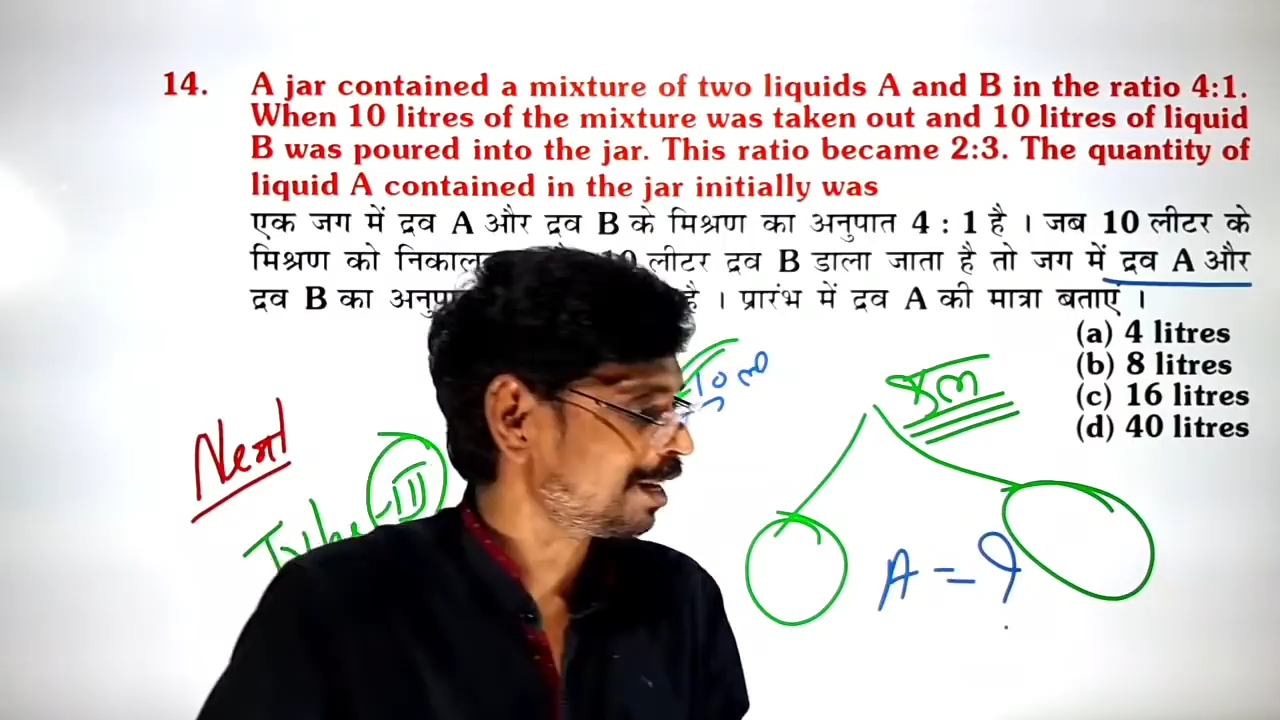 14. A jar contained a mixture of two liquids A and B in the ratio 4:1.
When 10 litres of the mixture was taken out and 10 litres of liquid
B was poured into the jar. This ratio became 2:3. The quantity of
liquid A contained in the jar initially was
एक जग में द्रव A और द्रव B के मिश्रण का अनुपात 4 : 1 है । जब 10 लीटर के
मिश्रण को लीटर द्रव B डाला जाता है तो जग में द्रव A और
द्रव B का है । प्रारंभ में द्रव A की मात्रा बताएं ।
(a) 4 litres
(b) 8 litres
(c) 16 litres
(d) 40 litres
Next
III
A = ?